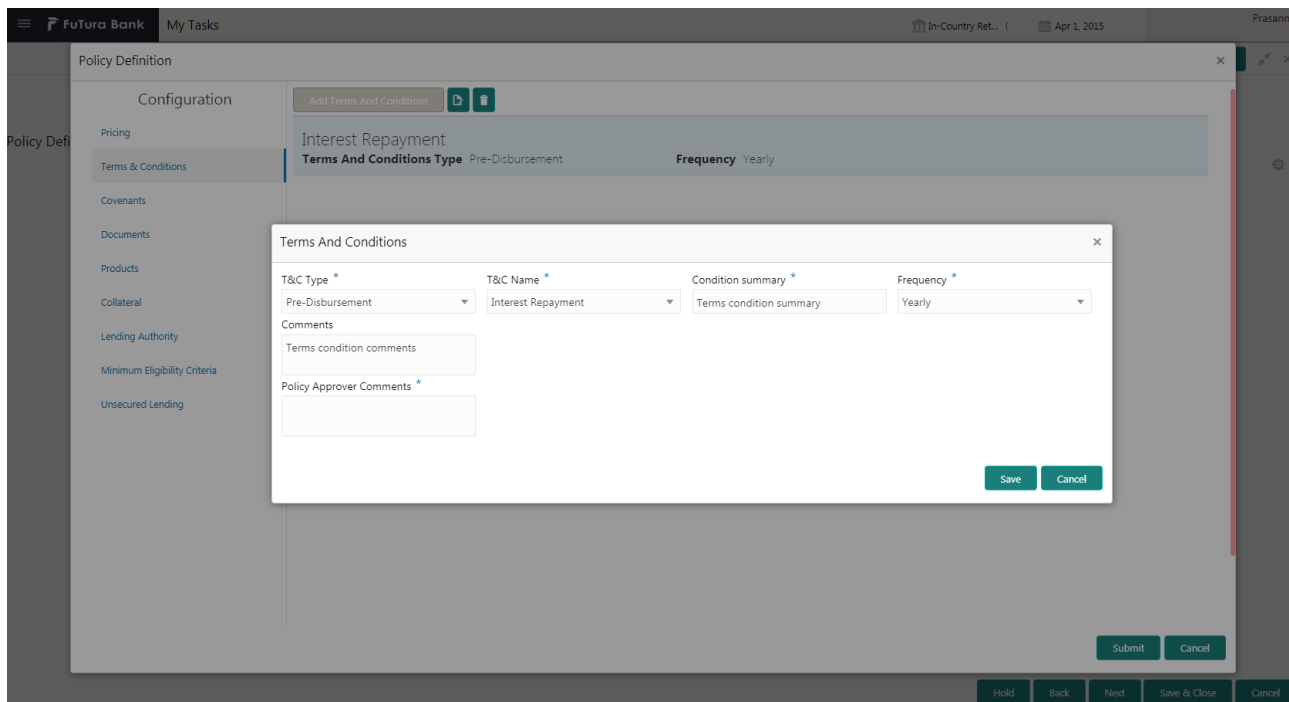 FuTura Bank My Tasks In-Country Ret... ( Apr 1, 2015 Prasann
Policy Definition
Configuration
Policy Defi
Pricing
Terms & Conditions
Covenants
Documents
Products
Collateral
Lending Authority
Minimum Eligibility Criteria
Unsecured Lending
Add Terms And Conditions
Interest Repayment
Terms And Conditions Type Pre-Disbursement Frequency Yearly
Terms And Conditions
T&C Type * T&C Name * Condition summary * Frequency *
Pre-Disbursement Interest Repayment Terms condition summary Yearly
Comments
Terms condition comments
Policy Approver Comments *
Save Cancel
Submit Cancel
Hold Back Next Save & Close Cancel